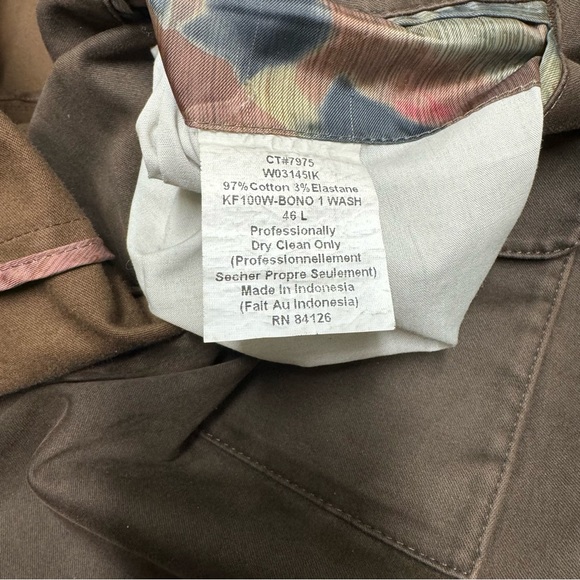 CT#7975
W03145IK
97%Cotton 3%Elastane
KF100W-BONO 1 WASH
46 L
Professionally
Dry Clean Only
(Professionnellement
Secher Propre Seulement)
Made in Indonesia
(Fait Au Indonesia)
RN 84126